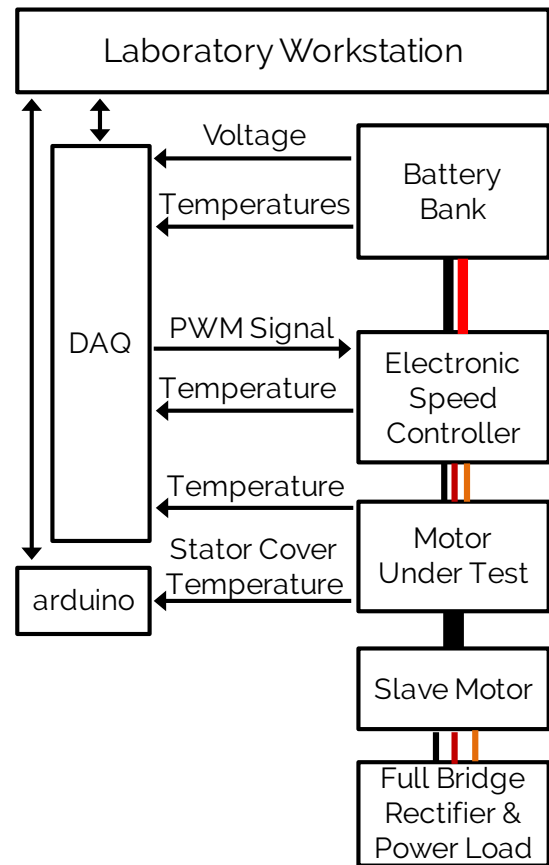 Laboratory Workstation
Voltage
Battery
Bank
Temperatures
DAQ
PWM Signal
Electronic
Speed
Controller
Temperature
Temperature
Motor
Under Test
Stator Cover
Temperature
arduino
Slave Motor
Full Bridge
Rectifier &
Power Load